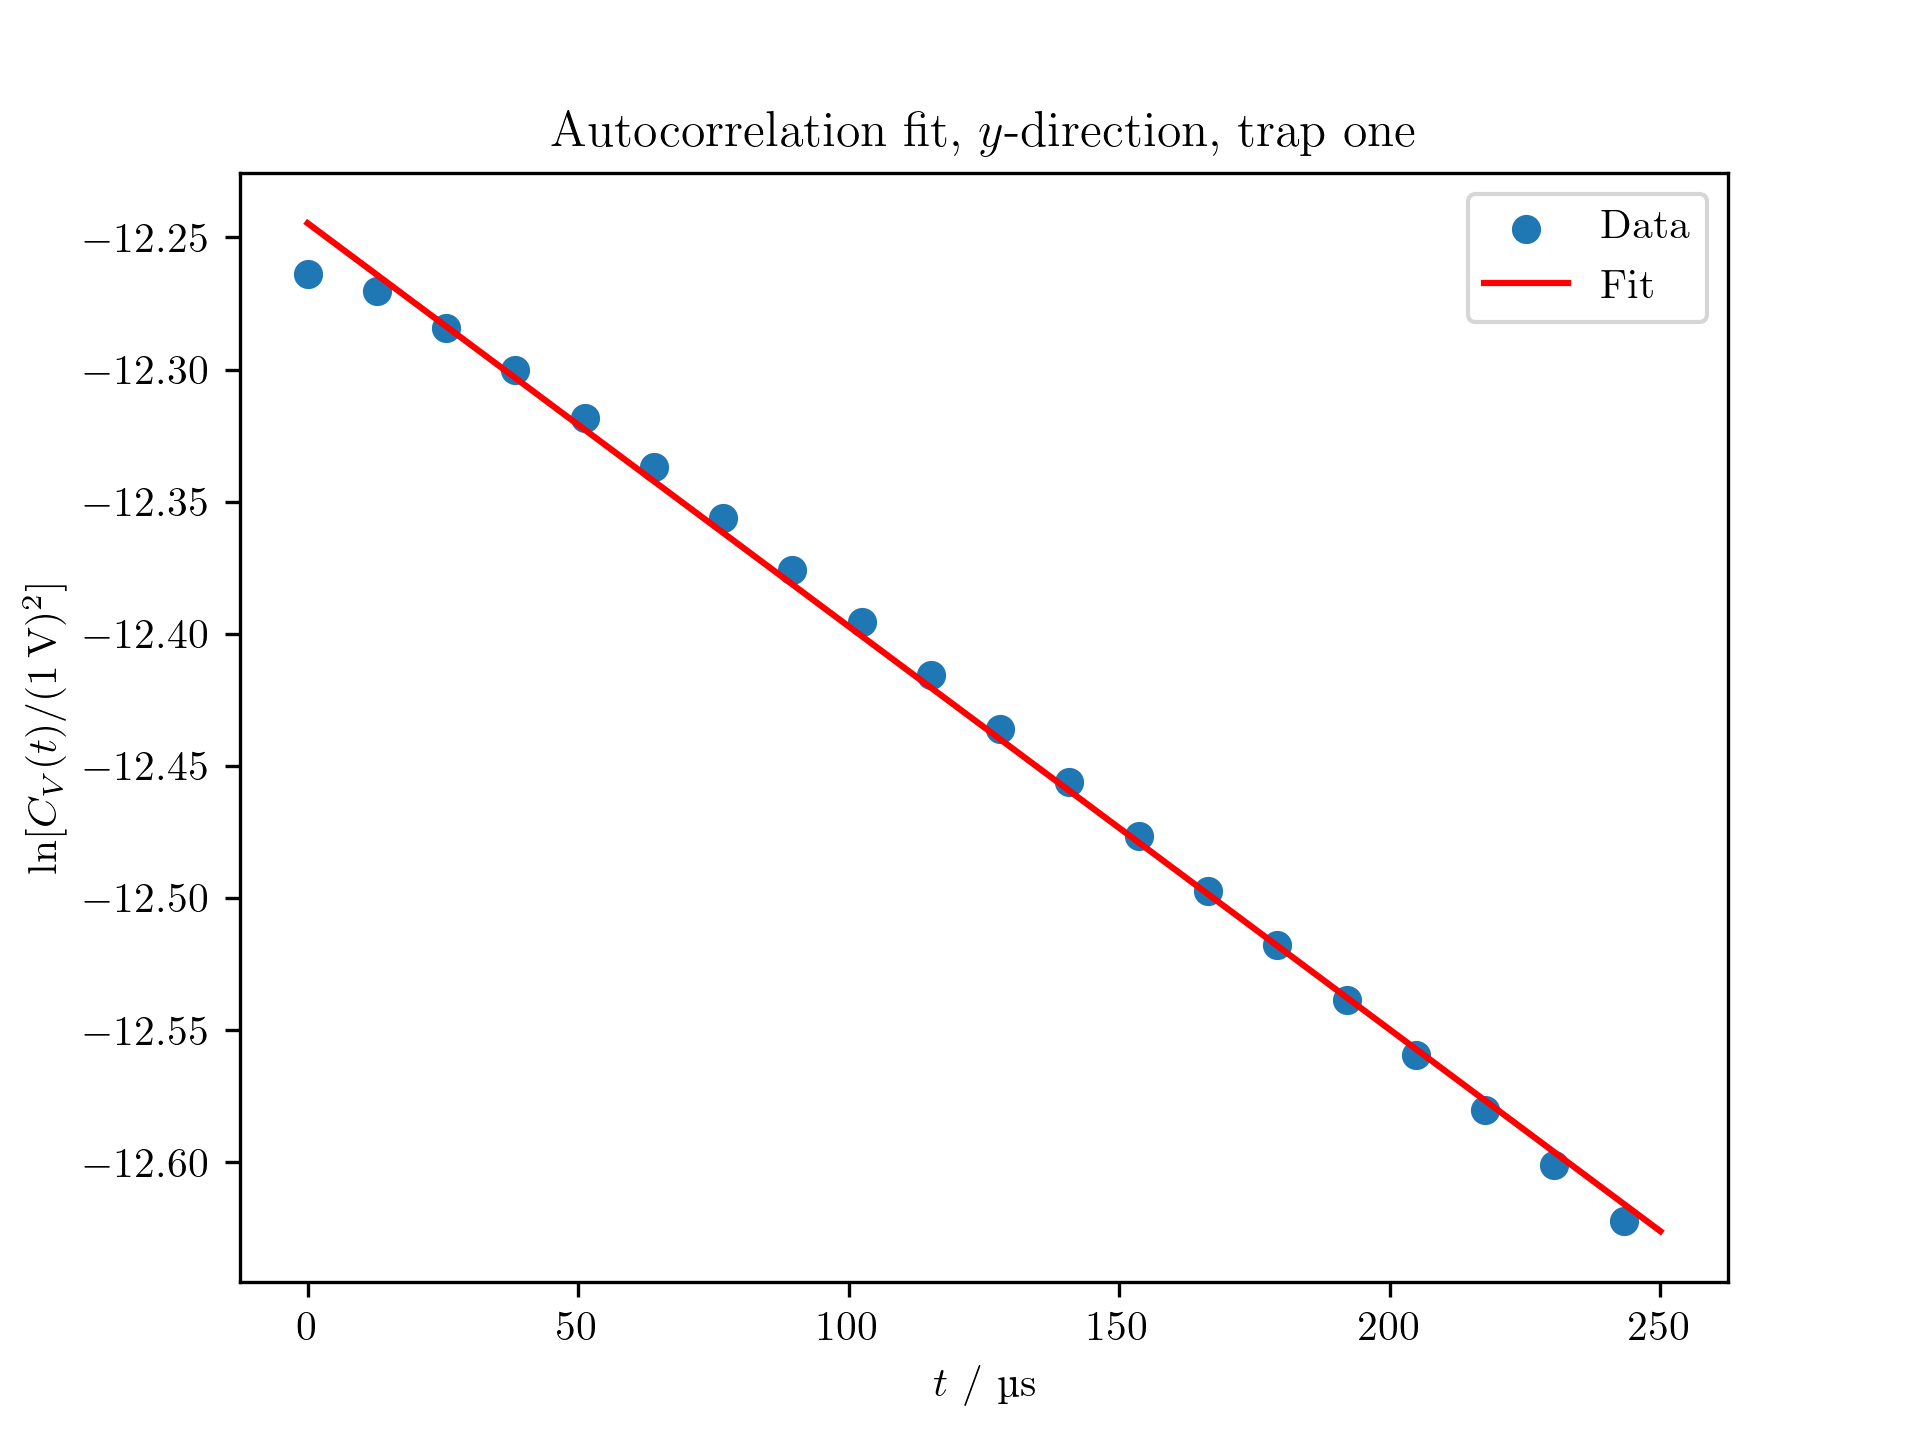 Autocorrelation fit, y-direction, trap one
Data
Fit
−12.25
−12.30
−12.35
−12.40
−12.45
−12.50
−12.55
−12.60
ln[C_V(t)/(1 V)²]
0 50 100 150 200 250
t / µs